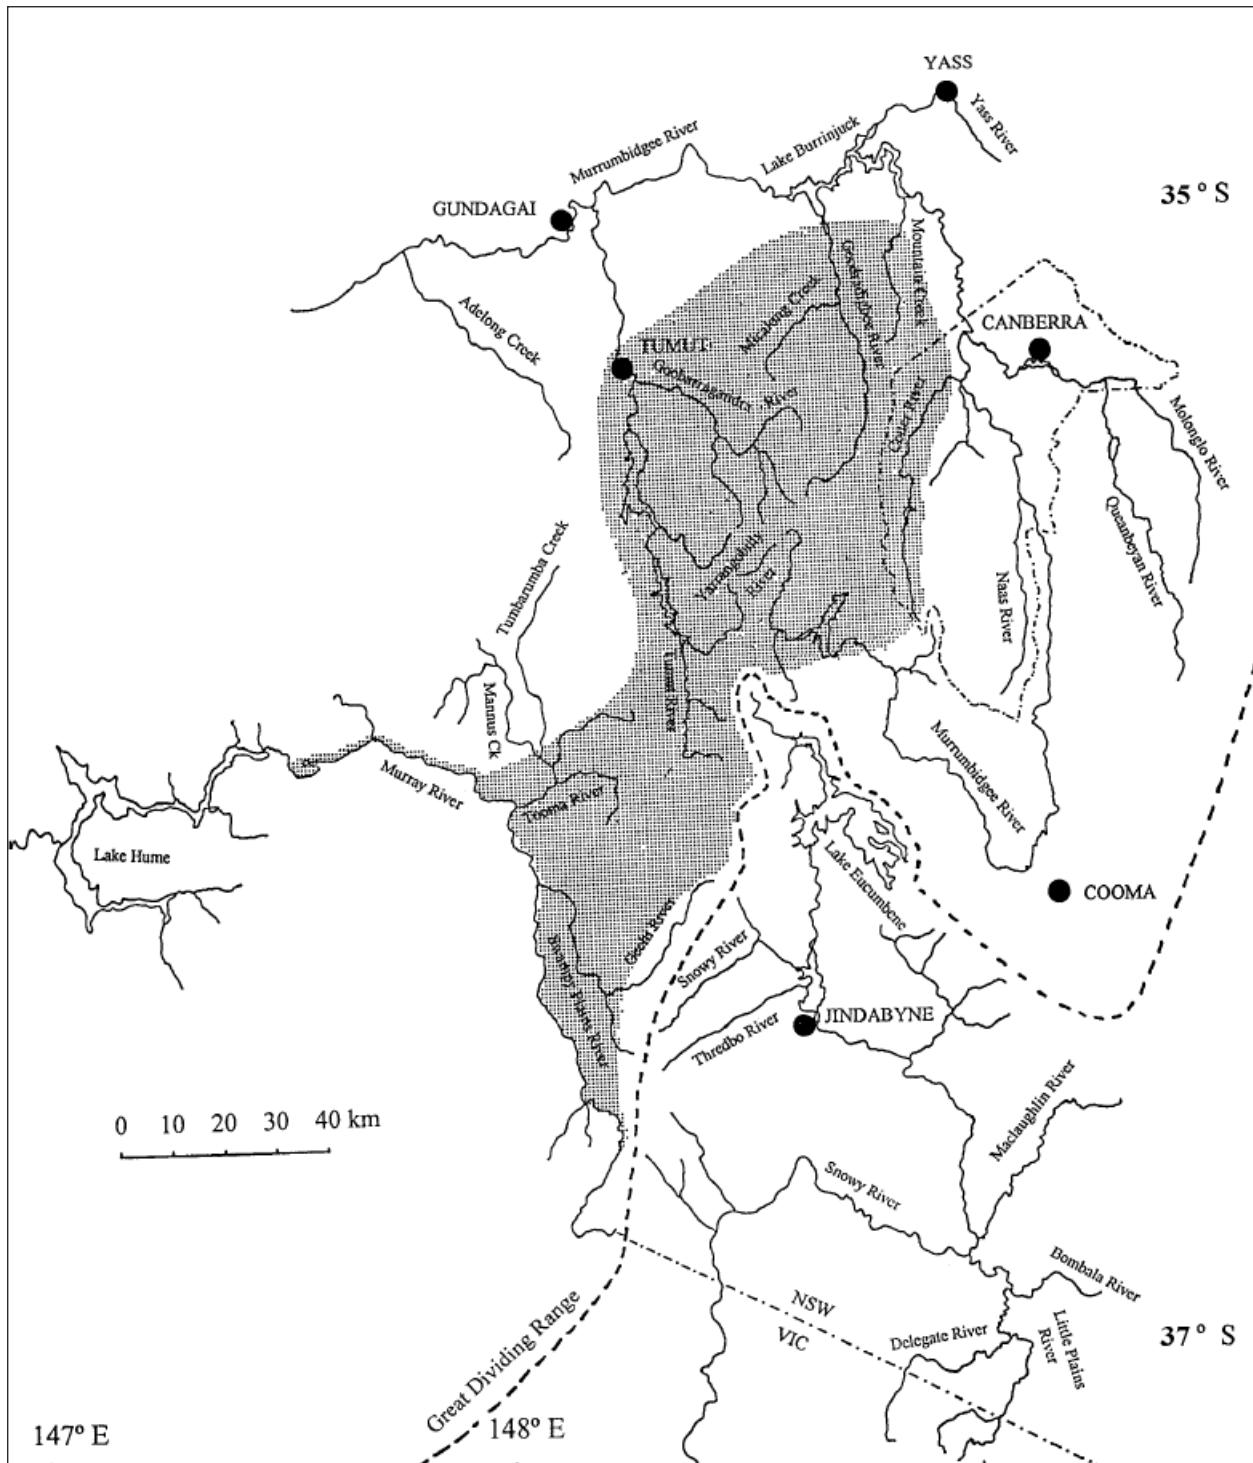 YASS
Yass River
Murrumbidgee River
Lake Burrinjuck
35° S
GUNDAGAI
Mountain Creek
Goodradigbee River
Micalong Creek
Adelong Creek
CANBERRA
TUMUT
Goobarragandra River
Cotter River
Molonglo River
Queanbeyan River
Yarrangobilly
River
Tumbarumba Creek
Naas River
Tumut River
Mannus Ck
Murrumbidgee River
Murray River
Tooma River
Lake Hume
Lake Eucumbene
COOMA
Geehi River
Swampy Plains River
Snowy River
JINDABYNE
Thredbo River
Maclaughlin River
0 10 20 30 40 km
Snowy River
Bombala River
NSW
VIC
Great Dividing Range
Delegate River
Little Plains
River
37° S
147° E
148° E